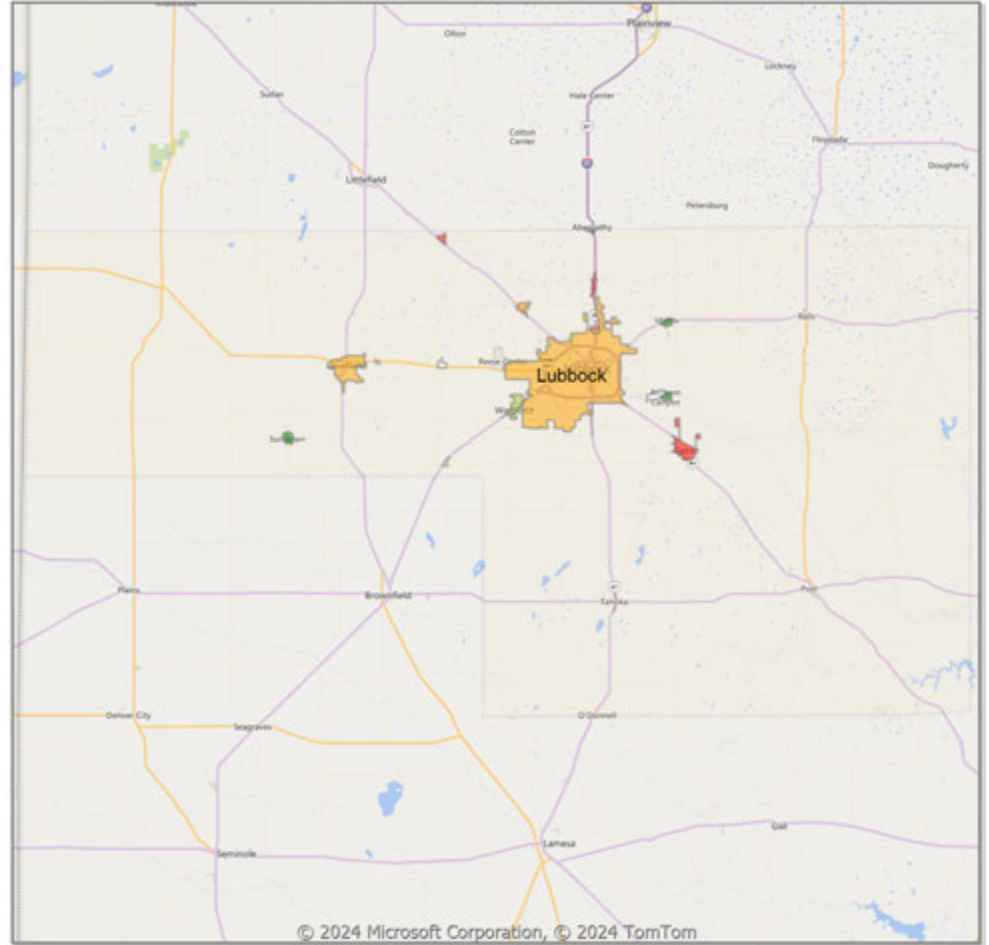 Plainview
Olton
Lockney
Sudan
Hale Center
Cotton
Center
Floydada
Dougherty
Littlefield
Petersburg
Abernathy
Ralls
Reese Center
Lubbock
Sundown
Plains
Brownfield
Tahoka
Post
Denver City
Seagraves
O'Donnell
Gail
Lamesa
Seminole
© 2024 Microsoft Corporation, © 2024 TomTom